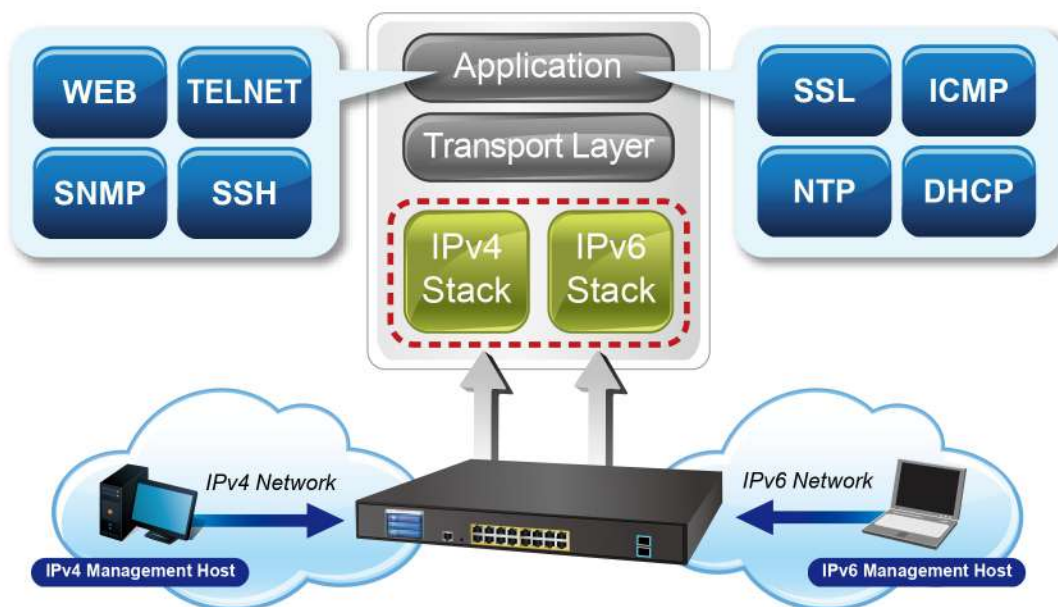 WEB
TELNET
SNMP
SSH
Application
Transport Layer
IPv4
Stack
IPv6
Stack
SSL
ICMP
NTP
DHCP
IPv4 Network
IPv4 Management Host
IPv6 Network
IPv6 Management Host